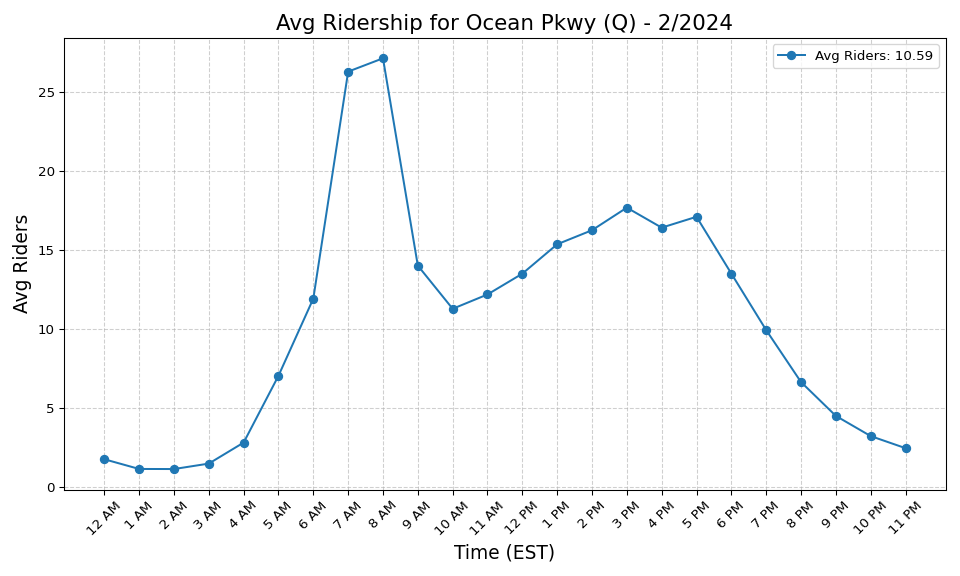 Avg Ridership for Ocean Pkwy (Q) - 2/2024
Avg Riders: 10.59
Avg Riders
25
20
15
10
5
0
12 AM
1 AM
2 AM
3 AM
4 AM
5 AM
6 AM
7 AM
8 AM
9 AM
10 AM
11 AM
12 PM
1 PM
2 PM
3 PM
4 PM
5 PM
6 PM
7 PM
8 PM
9 PM
10 PM
11 PM
Time (EST)